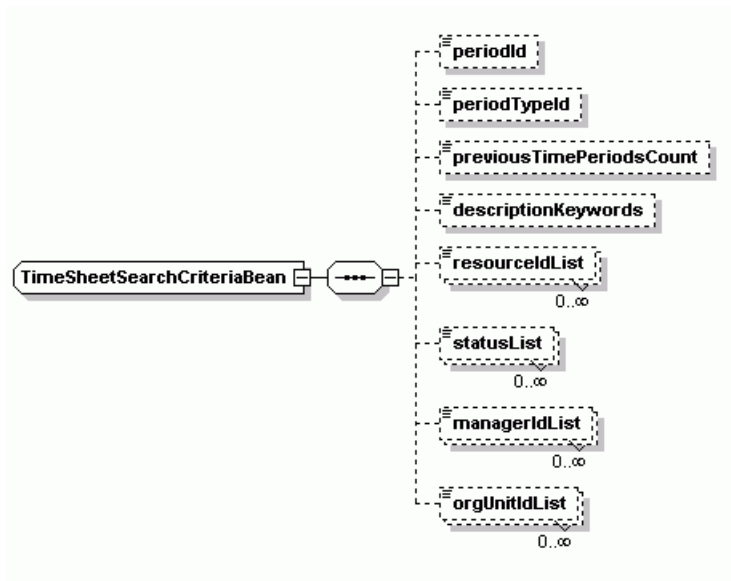 periodId
periodTypeId
previousTimePeriodsCount
descriptionKeywords
resourceIdList
0..∞
TimeSheetSearchCriteriaBean
statusList
0..∞
managerIdList
0..∞
orgUnitIdList
0..∞